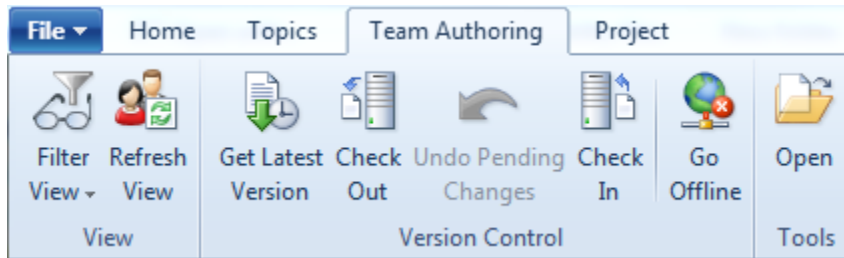 File Home Topics Team Authoring Project
Filter Refresh Get Latest Check Undo Pending Check Go Open
View View Version Out Changes In Offline
View Version Control Tools